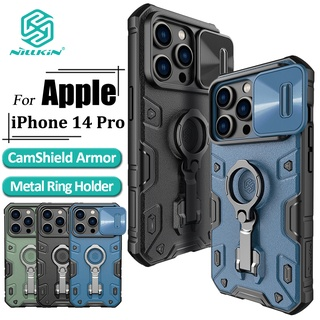 NILLKIN
For Apple
iPhone 14 Pro
CamShield Armor
Metal Ring Holder